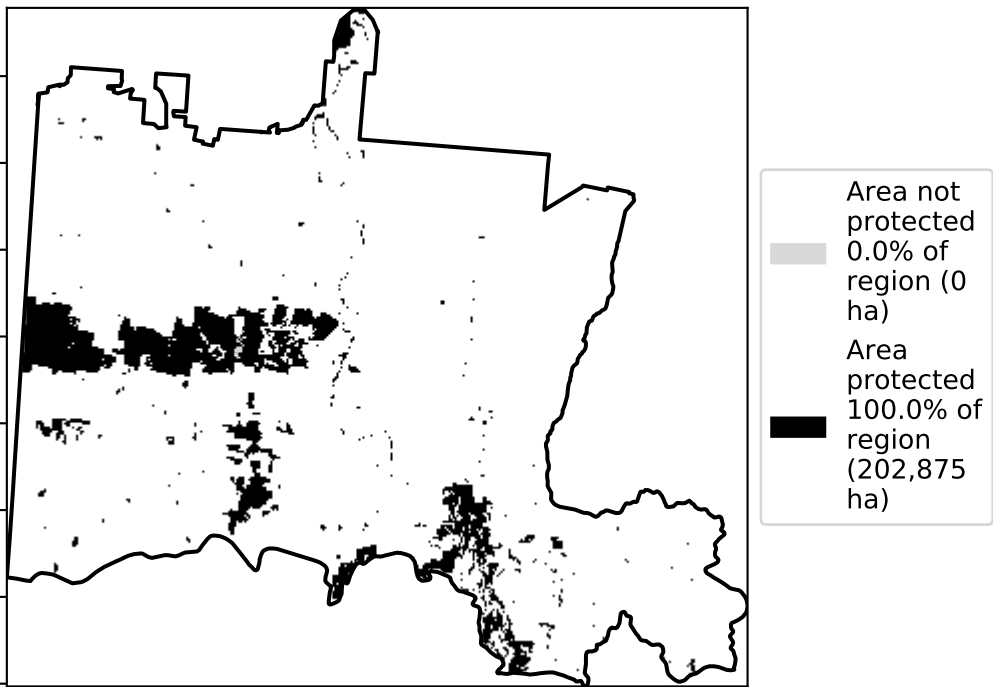 Area not
protected
0.0% of
region (0
ha)
Area
protected
100.0% of
region
(202,875
ha)